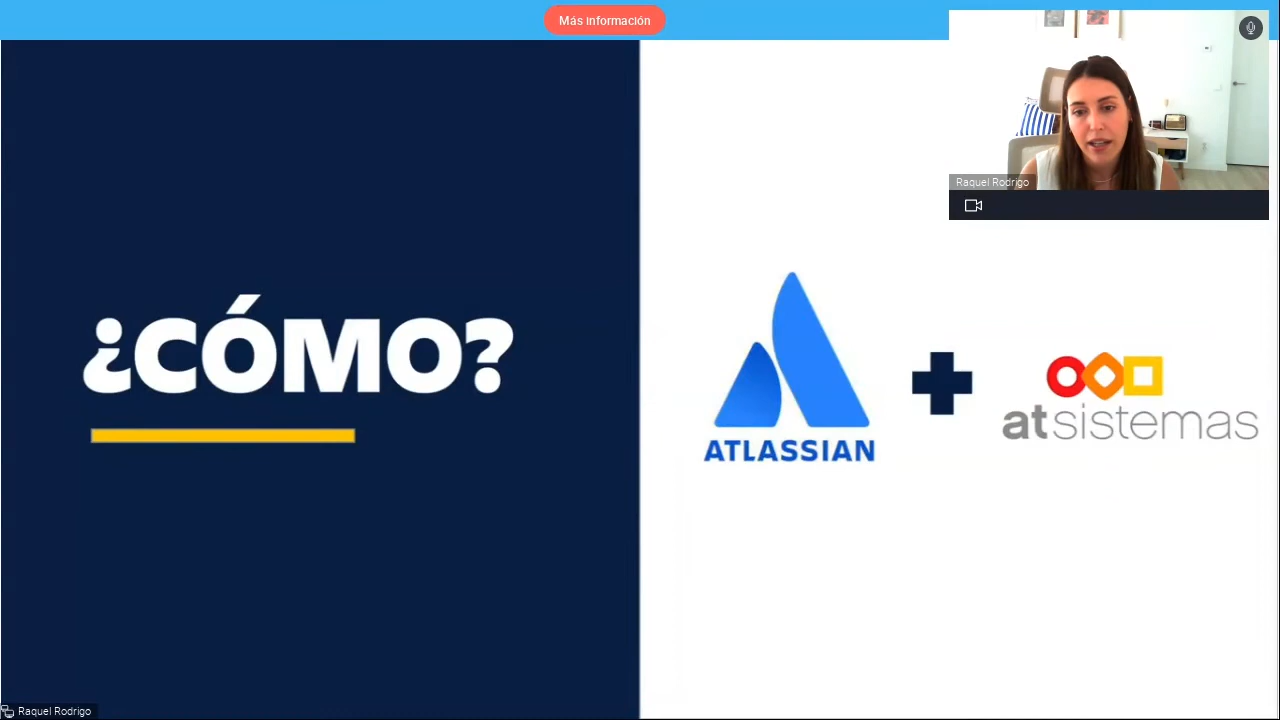 Más información
Raquel Rodrigo
¿CÓMO?
ATLASSIAN
atsistemas
Raquel Rodrigo